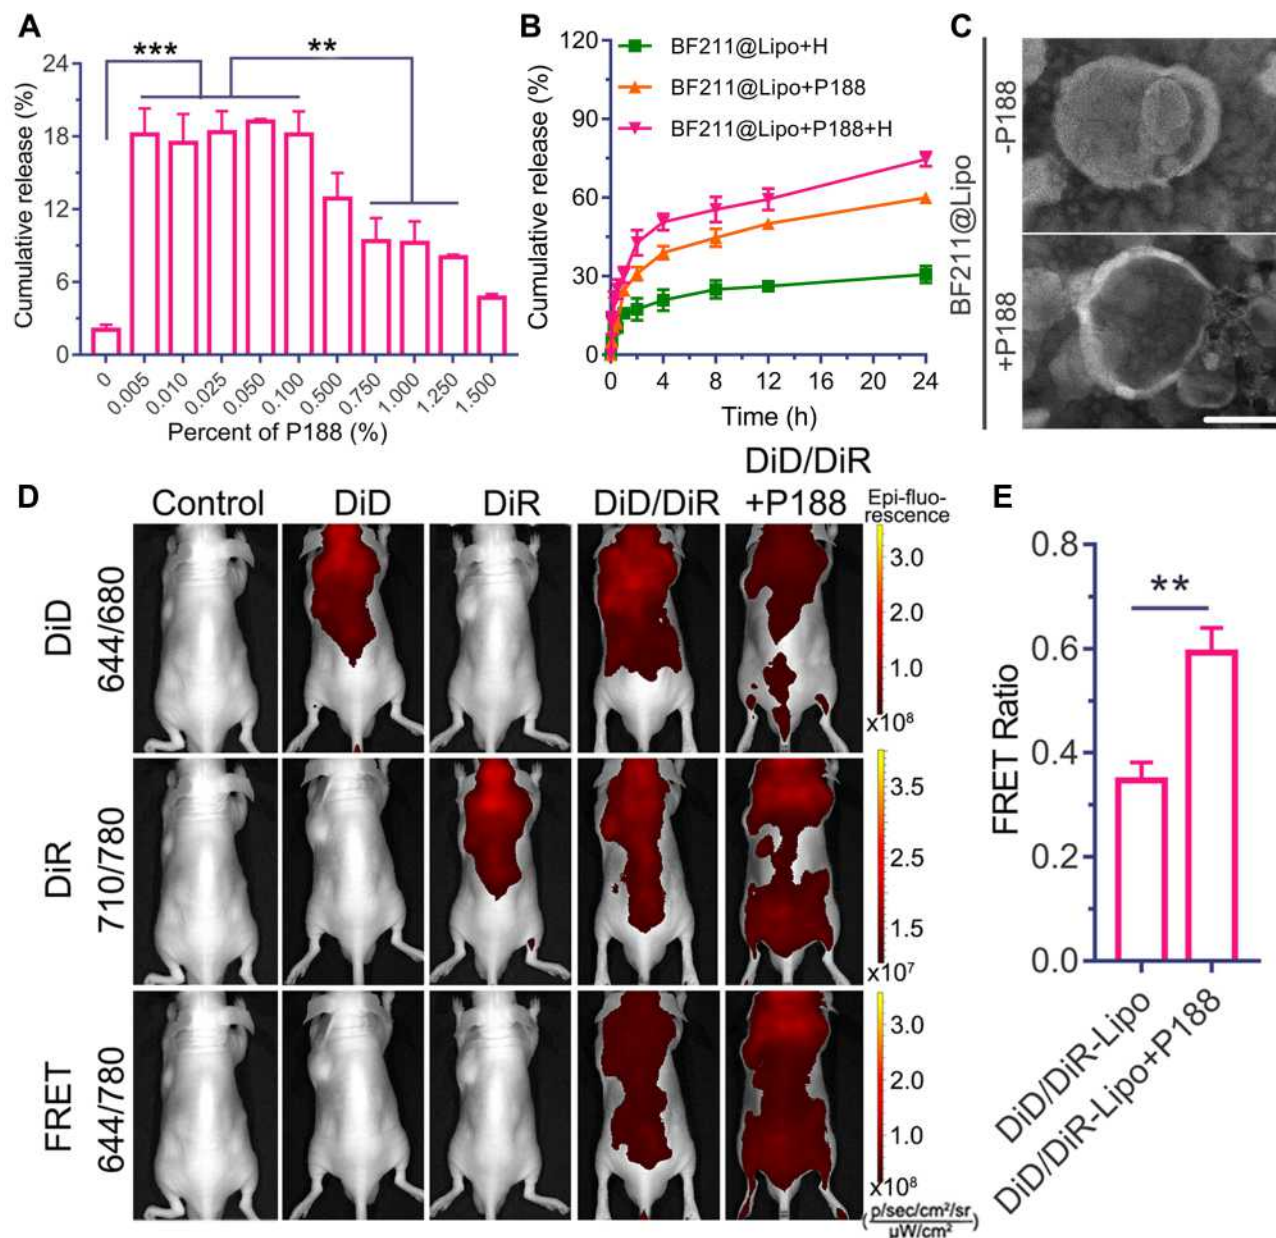 A
***
**
24
18
12
6
0
Cumulative release (%)
0
0.005
0.010
0.025
0.050
0.100
0.500
0.750
1.000
1.250
1.500
Percent of P188 (%)
B
120
90
60
30
0
Cumulative release (%)
BF211@Lipo+H
BF211@Lipo+P188
BF211@Lipo+P188+H
0 4 8 12 16 20 24
Time (h)
C
BF211@Lipo
-P188
+P188
D
Control
DiD
DiR
DiD/DiR
DiD/DiR
+P188
Epi-fluo-
rescence
DiD
644/680
3.0
2.0
1.0
x10⁸
DiR
710/780
3.5
2.5
1.5
x10⁷
FRET
644/780
3.0
2.0
1.0
x10⁸
(p/sec/cm²/sr
µW/cm²)
E
**
0.8
0.6
0.4
0.2
0.0
FRET Ratio
DiD/DiR-Lipo
DiD/DiR-Lipo+P188